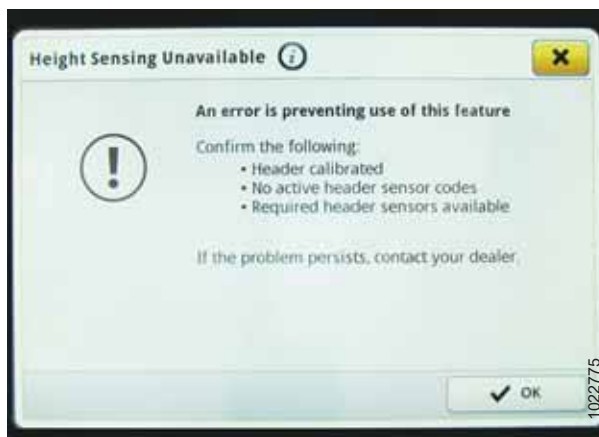 Height Sensing Unavailable i
×
An error is preventing use of this feature
!
Confirm the following:
• Header calibrated
• No active header sensor codes
• Required header sensors available
If the problem persists, contact your dealer.
✓ OK
1022775